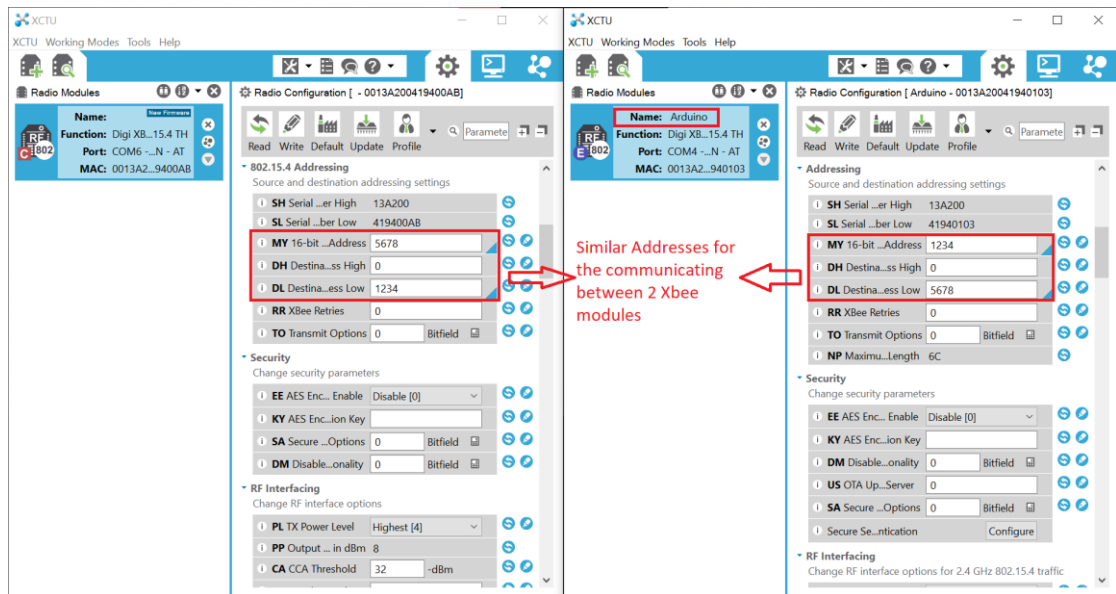 XCTU
XCTU Working Modes Tools Help
Radio Modules
Name:
New Firmware
Function: Digi XB...15.4 TH
Port: COM6 -...N - AT
MAC: 0013A2...9400AB
RF
802
C
Radio Configuration [ - 0013A200419400AB]
Read Write Default Update Profile
Paramete
802.15.4 Addressing
Source and destination addressing settings
SH Serial ...er High 13A200
SL Serial ...ber Low 419400AB
MY 16-bit ...Address 5678
DH Destina...ss High 0
DL Destina...ess Low 1234
RR XBee Retries 0
TO Transmit Options 0 Bitfield
Security
Change security parameters
EE AES Enc... Enable Disable [0]
KY AES Enc...ion Key
SA Secure ...Options 0 Bitfield
DM Disable...onality 0 Bitfield
RF Interfacing
Change RF interface options
PL TX Power Level Highest [4]
PP Output ... in dBm 8
CA CCA Threshold 32 -dBm
Similar Addresses for
the communicating
between 2 Xbee
modules
XCTU
XCTU Working Modes Tools Help
Radio Modules
Name: Arduino
Function: Digi XB...15.4 TH
Port: COM4 -...N - AT
MAC: 0013A2...940103
RF
802
E
Radio Configuration [ Arduino - 0013A20041940103]
Read Write Default Update Profile
Paramete
Addressing
Source and destination addressing settings
SH Serial ...er High 13A200
SL Serial ...ber Low 41940103
MY 16-bit ...Address 1234
DH Destina...ss High 0
DL Destina...ess Low 5678
RR XBee Retries 0
TO Transmit Options 0 Bitfield
NP Maximu...Length 6C
Security
Change security parameters
EE AES Enc... Enable Disable [0]
KY AES Enc...ion Key
DM Disable...onality 0 Bitfield
US OTA Up...Server 0
SA Secure ...Options 0 Bitfield
Secure Se...ntication Configure
RF Interfacing
Change RF interface options for 2.4 GHz 802.15.4 traffic